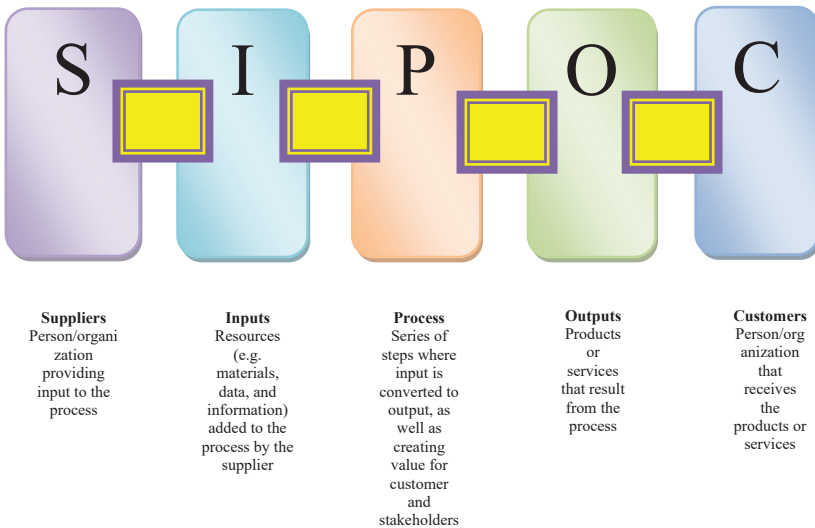 S
I
P
O
C
Suppliers
Person/organi
zation
providing
input to the
process
Inputs
Resources
(e.g.
materials,
data, and
information)
added to the
process by the
supplier
Process
Series of
steps where
input is
converted to
output, as
well as
creating
value for
customer
and
stakeholders
Outputs
Products
or
services
that result
from the
process
Customers
Person/org
anization
that
receives
the
products or
services